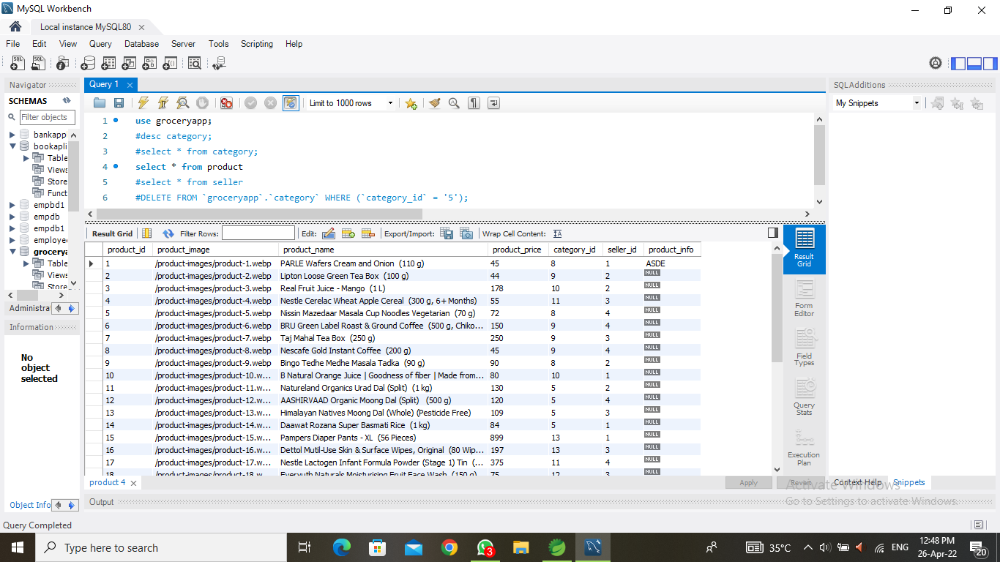 MySQL Workbench
Local instance MySQL80
File Edit View Query Database Server Tools Scripting Help
Navigator
SCHEMAS
Filter objects
bankapp
bookapli
Table
Views
Store
Funct
empbd1
empdb
empdb1
employe
grocerya
Table
Views
Store
Administra
Information
No
object
selected
Object Info
Query 1
Limit to 1000 rows
1 use groceryapp;
2 #desc category;
3 #select * from category;
4 select * from product
5 #select * from seller
6 #DELETE FROM `groceryapp`.`category` WHERE (`category_id` = '5');
Result Grid Filter Rows: Edit: Export/Import: Wrap Cell Content:
product_id product_image product_name product_price category_id seller_id product_info
1 /product-images/product-1.webp PARLE Wafers Cream and Onion (110 g) 45 8 1 ASDE
2 /product-images/product-2.webp Lipton Loose Green Tea Box (100 g) 44 9 2 NULL
3 /product-images/product-3.webp Real Fruit Juice - Mango (1 L) 178 10 2 NULL
4 /product-images/product-4.webp Nestle Cerelac Wheat Apple Cereal (300 g, 6+ Months) 55 11 3 NULL
5 /product-images/product-5.webp Nissin Mazedaar Masala Cup Noodles Vegetarian (70 g) 72 8 4 NULL
6 /product-images/product-6.webp BRU Green Label Roast & Ground Coffee (500 g, Chiko... 150 9 4 NULL
7 /product-images/product-7.webp Taj Mahal Tea Box (250 g) 250 9 3 NULL
8 /product-images/product-8.webp Nescafe Gold Instant Coffee (200 g) 45 9 4 NULL
9 /product-images/product-9.webp Bingo Tedhe Medhe Masala Tadka (90 g) 90 8 2 NULL
10 /product-images/product-10.w... B Natural Orange Juice | Goodness of fiber | Made from... 80 10 1 NULL
11 /product-images/product-11.w... Natureland Organics Urad Dal (Split) (1 kg) 130 5 2 NULL
12 /product-images/product-12.w... AASHIRVAAD Organic Moong Dal (Split) (500 g) 120 5 4 NULL
13 /product-images/product-13.w... Himalayan Natives Moong Dal (Whole) (Pesticide Free) 109 5 3 NULL
14 /product-images/product-14.w... Daawat Rozana Super Basmati Rice (1 kg) 84 5 1 NULL
15 /product-images/product-15.w... Pampers Diaper Pants - XL (56 Pieces) 899 13 1 NULL
16 /product-images/product-16.w... Dettol Mutil-Use Skin & Surface Wipes, Original (80 Wip... 197 13 3 NULL
17 /product-images/product-17.w... Nestle Lactogen Infant Formula Powder (Stage 1) Tin (... 375 11 4 NULL
18 /product-images/product-18.w... Everyuth Naturals Moisturising Fruit Face Wash (150 g) 75 12 3 NULL
product 4
Apply Revert
Output
Result
Grid
Form
Editor
Field
Types
Query
Stats
Execution
Plan
SQLAdditions
My Snippets
Context Help Snippets
Activate Windows
Go to Settings to activate Windows.
Query Completed
Type here to search
3
35°C
ENG
12:48 PM
26-Apr-22
20